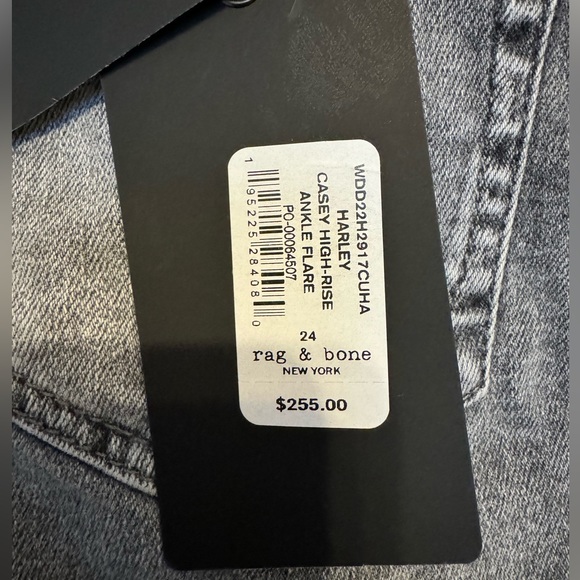 WDD22H2917CUHA
HARLEY
CASEY HIGH-RISE
ANKLE FLARE
PO-00064507
1 95225 28408 0
24
rag & bone
NEW YORK
$255.00